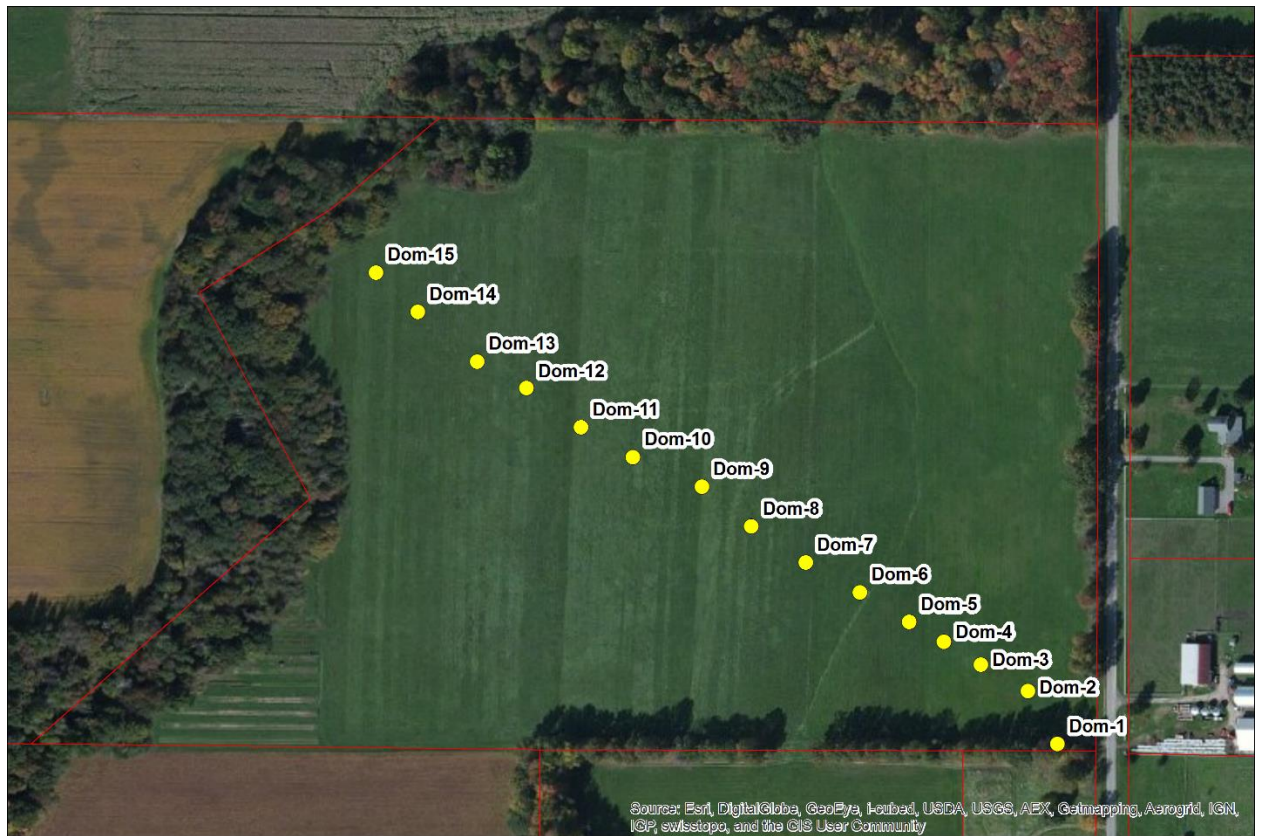 Dom-15
Dom-14
Dom-13
Dom-12
Dom-11
Dom-10
Dom-9
Dom-8
Dom-7
Dom-6
Dom-5
Dom-4
Dom-3
Dom-2
Dom-1
Source: Esri, DigitalGlobe, GeoEye, i-cubed, USDA, USGS, AEX, Getmapping, Aerogrid, IGN,
IGP, swisstopo, and the GIS User Community